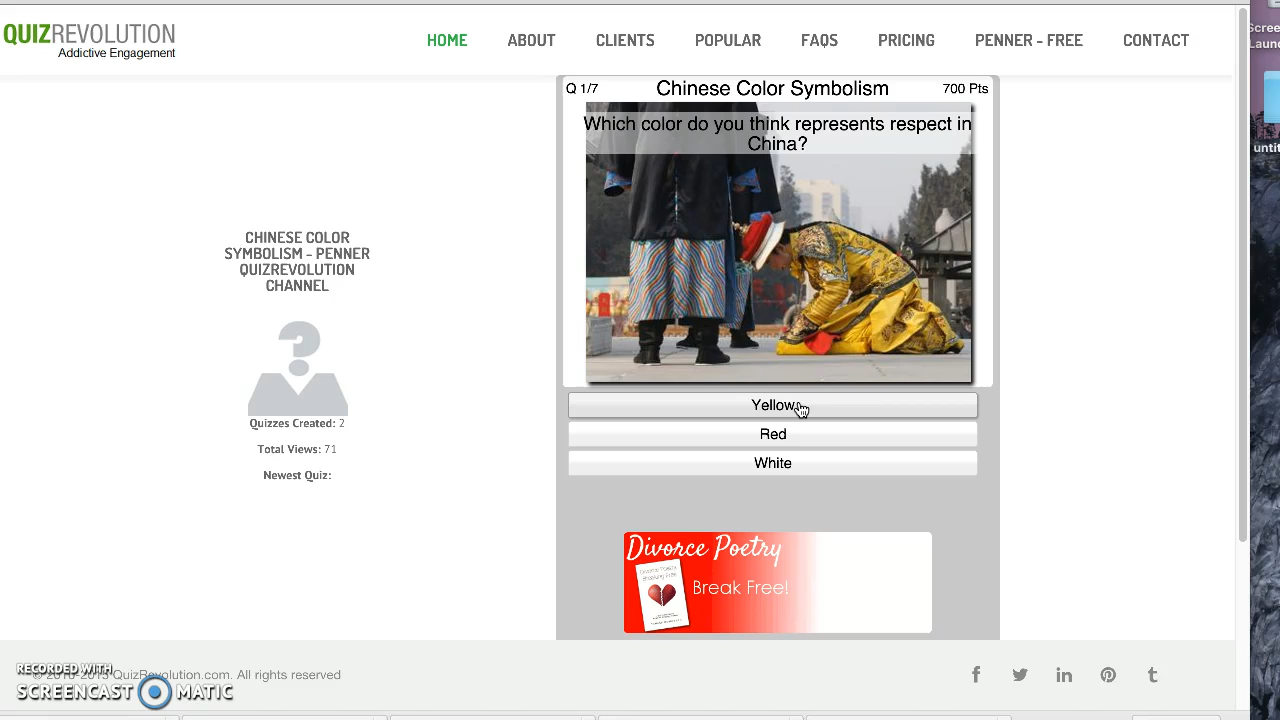 QUIZREVOLUTION
Addictive Engagement
HOME ABOUT CLIENTS POPULAR FAQS PRICING PENNER - FREE CONTACT
Scree
Laun
untit
Q 1/7 Chinese Color Symbolism 700 Pts
Which color do you think represents respect in
China?
CHINESE COLOR
SYMBOLISM - PENNER
QUIZREVOLUTION
CHANNEL
?
Quizzes Created: 2
Total Views: 71
Newest Quiz:
Yellow
Red
White
Divorce Poetry
Break Free!
QuizRevolution.com. All rights reserved
RECORDED WITH
SCREENCAST MATIC